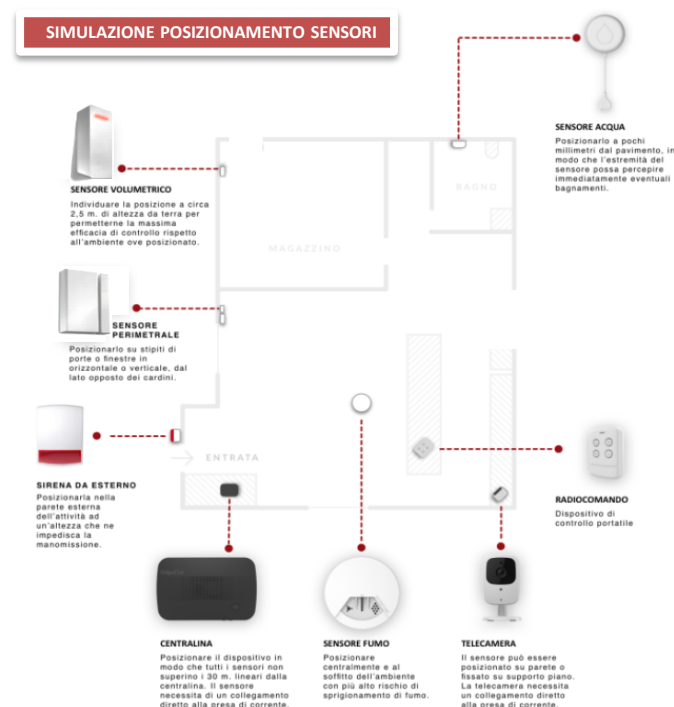 SIMULAZIONE POSIZIONAMENTO SENSORI
SENSORE ACQUA
Posizionarlo a pochi
millimetri dal pavimento, in
modo che l'estremità del
sensore possa percepire
immediatamente eventuali
bagnamenti.
SENSORE VOLUMETRICO
Individuare la posizione a circa
2,5 m. di altezza da terra per
permetterne la massima
efficacia di controllo rispetto
all'ambiente ove posizionato.
BAGNO
MAGAZZINO
SENSORE
PERIMETRALE
Posizionarlo su stipiti di
porte o finestre in
orizzontale o verticale, dal
lato opposto dei cardini.
ENTRATA
SIRENA DA ESTERNO
Posizionarla nella
parete esterna
dell'attività ad
un'altezza che ne
impedisca la
manomissione.
RADIOCOMANDO
Dispositivo di
controllo portatile
CENTRALINA
Posizionare il dispositivo in
modo che tutti i sensori non
superino i 30 m. lineari dalla
centralina. Il sensore
necessita di un collegamento
diretto alla presa di corrente.
SENSORE FUMO
Posizionare
centralmente e al
soffitto dell'ambiente
con più alto rischio di
sprigionamento di fumo.
TELECAMERA
Il sensore può essere
posizionato su parete o
fissato su supporto piano.
La telecamera necessita
un collegamento diretto
alla presa di corrente.